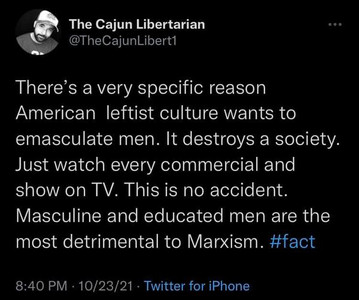 The Cajun Libertarian
@TheCajunLibert1
There's a very specific reason
American leftist culture wants to
emasculate men. It destroys a society.
Just watch every commercial and
show on TV. This is no accident.
Masculine and educated men are the
most detrimental to Marxism. #fact
8:40 PM · 10/23/21 · Twitter for iPhone